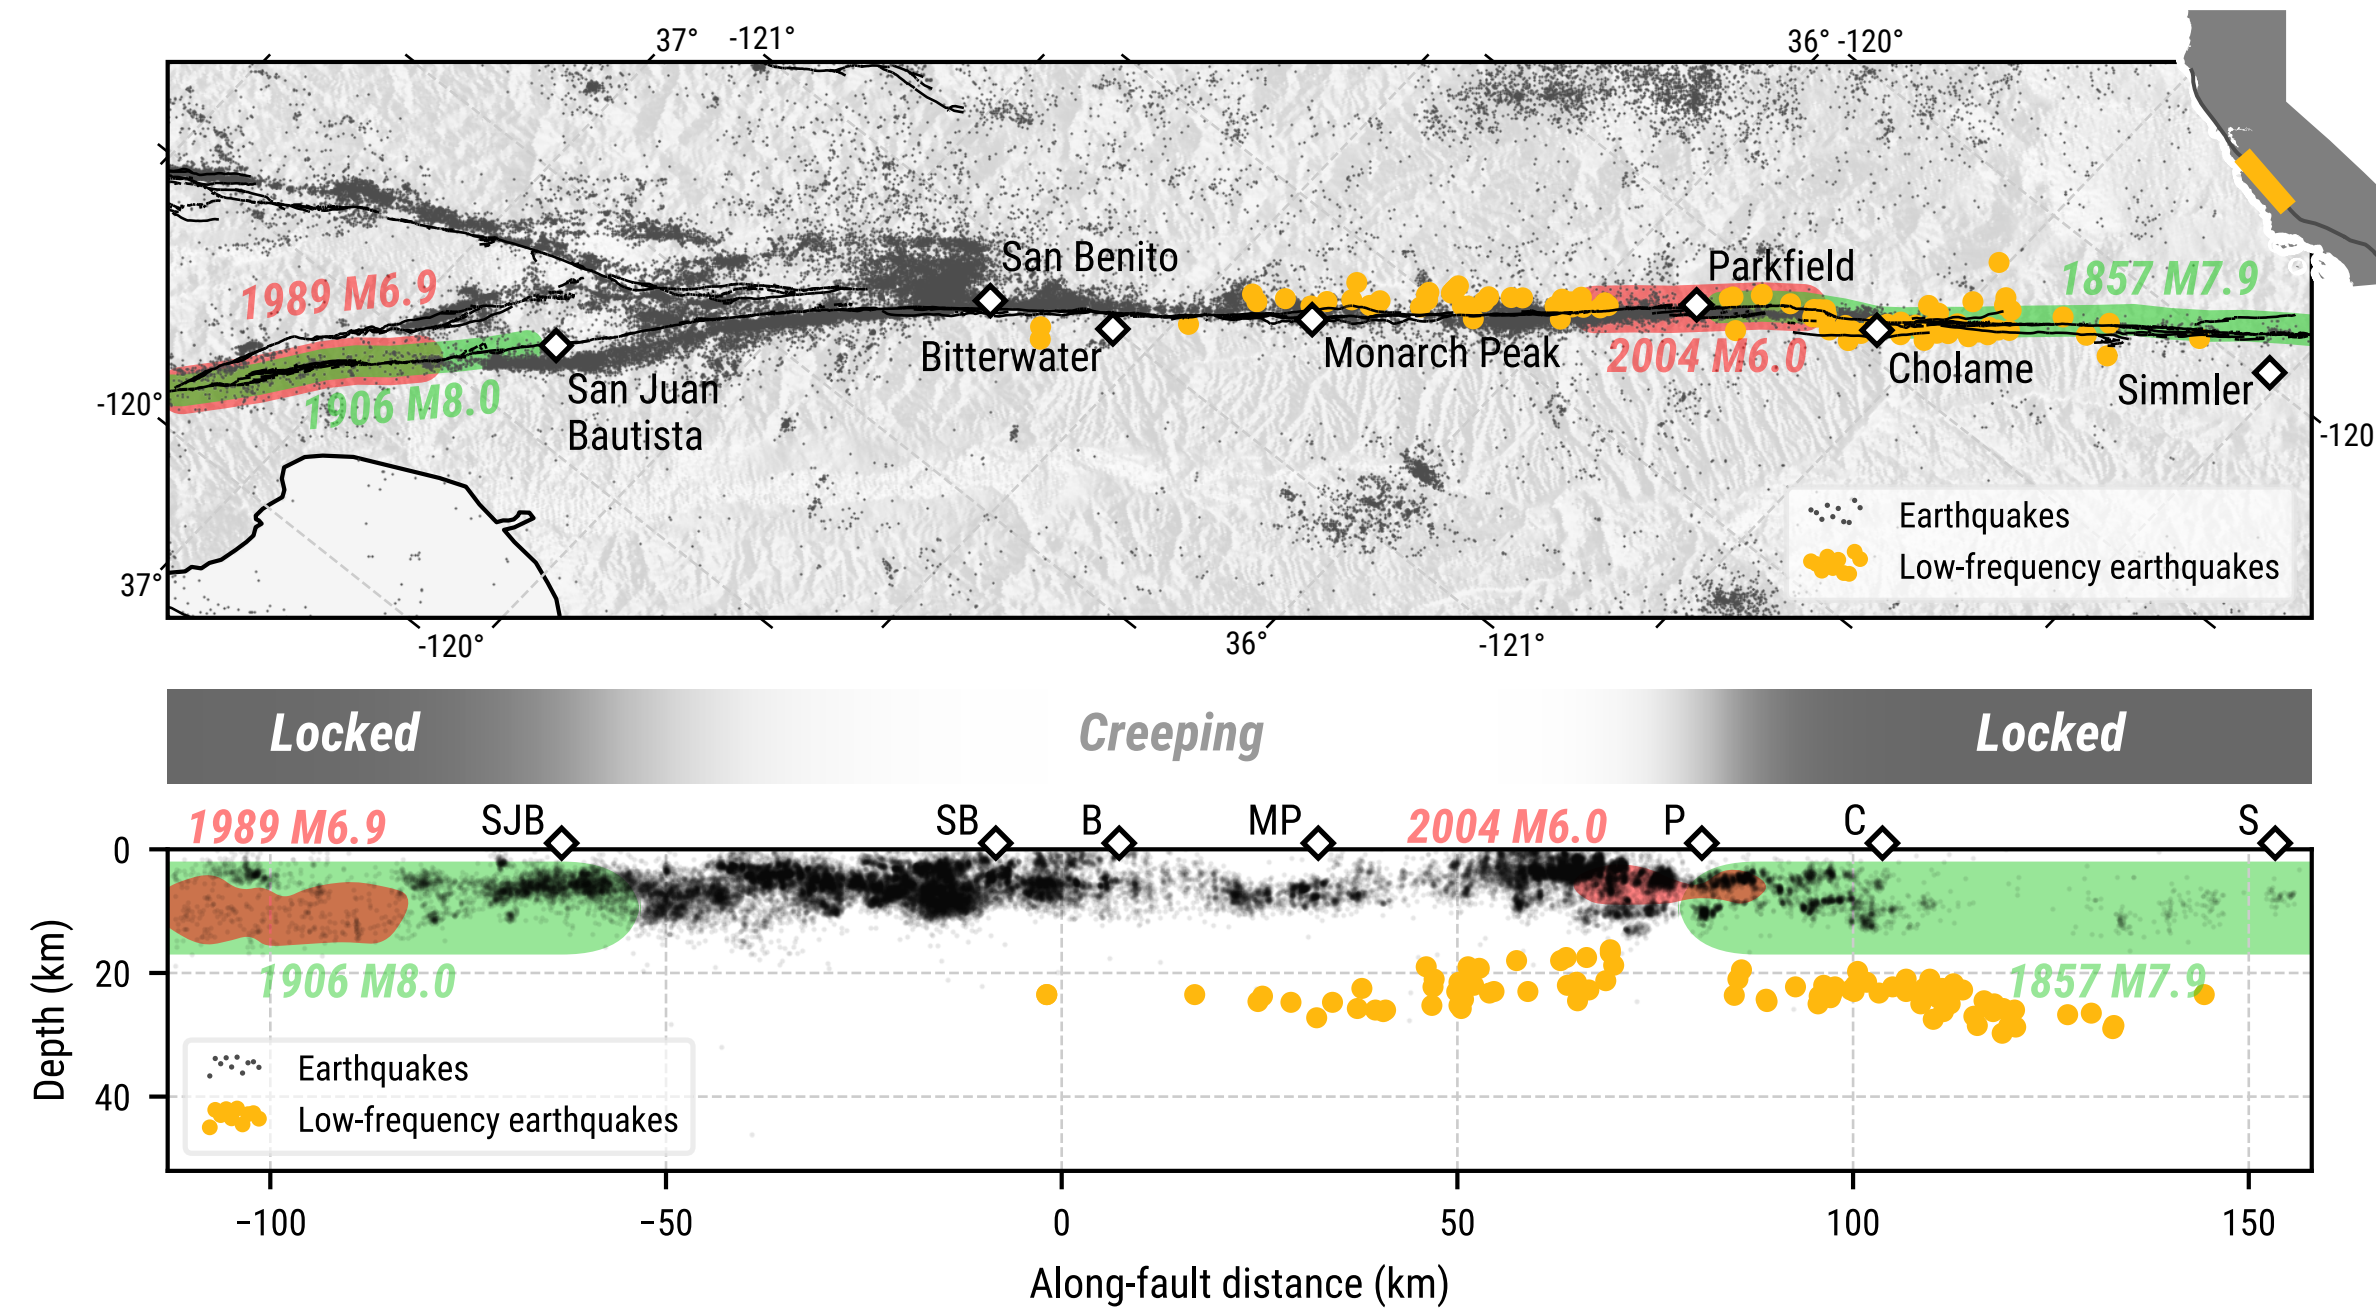 37° -121°
36° -120°
San Benito
Parkfield
1857 M7.9
1989 M6.9
Bitterwater
Monarch Peak
2004 M6.0
Cholame
Simmler
San Juan
Bautista
1906 M8.0
-120°
-120
37°
Earthquakes
Low-frequency earthquakes
-120°
36°
-121°
Locked
Creeping
Locked
1989 M6.9
SJB
SB
B
MP
2004 M6.0
P
C
S
0
20
40
Depth (km)
1906 M8.0
1857 M7.9
Earthquakes
Low-frequency earthquakes
−100
−50
0
50
100
150
Along-fault distance (km)